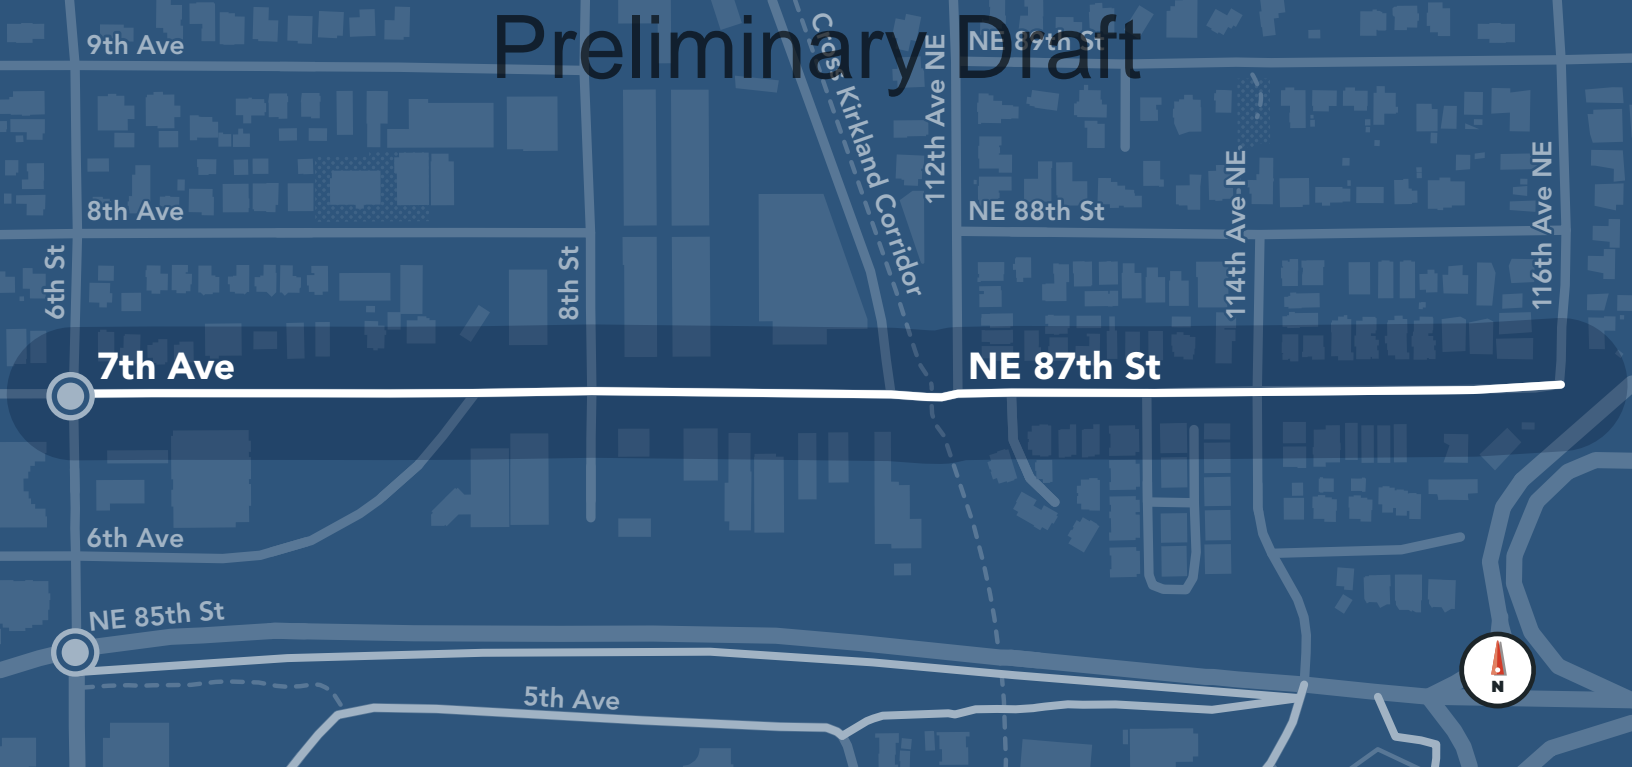 Preliminary Draft
9th Ave
NE 89th St
Cross Kirkland Corridor
112th Ave NE
8th Ave
NE 88th St
114th Ave NE
116th Ave NE
6th St
8th St
7th Ave
NE 87th St
6th Ave
NE 85th St
5th Ave
N